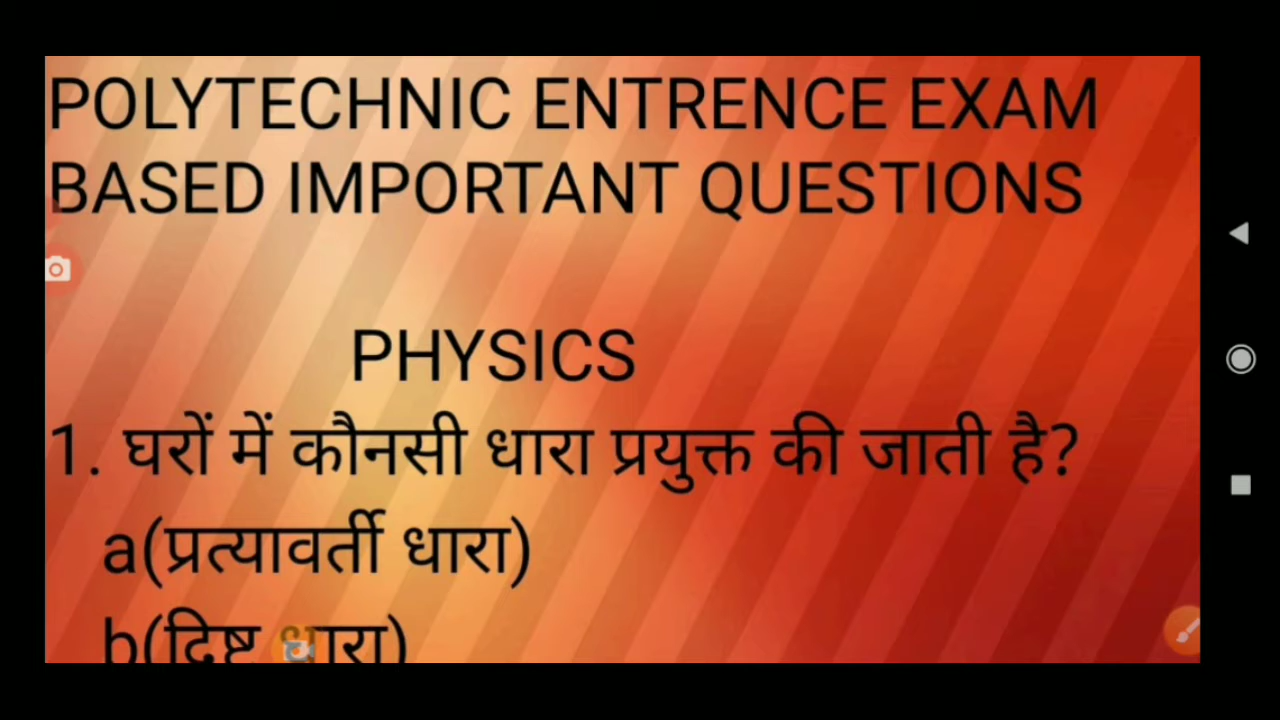 POLYTECHNIC ENTRENCE EXAM
BASED IMPORTANT QUESTIONS
PHYSICS
1. घरों में कौनसी धारा प्रयुक्त की जाती है?
a(प्रत्यावर्ती धारा)
b(दिष्ट धारा)